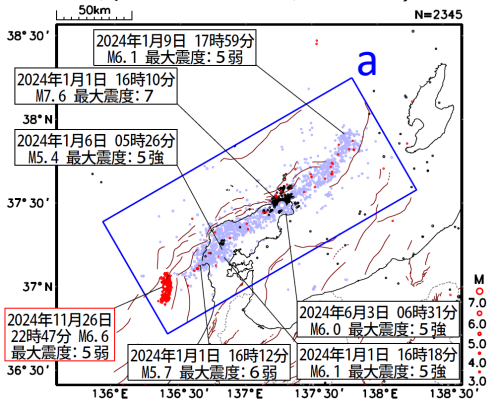 50km
N=2345
38°30'
2024年1月9日 17時59分
M6.1 最大震度:5弱
a
2024年1月1日 16時10分
M7.6 最大震度:7
38°N
2024年1月6日 05時26分
M5.4 最大震度:5強
37°30'
37°N
2024年11月26日
22時47分 M6.6
最大震度:5弱
2024年6月3日 06時31分
M6.0 最大震度:5強
2024年1月1日 16時12分
M5.7 最大震度:6弱
2024年1月1日 16時18分
M6.1 最大震度:5強
36°30'
M
7.0
6.0
5.0
4.0
3.0
136°E
136°30'
137°E
137°30'
138°E
138°30'